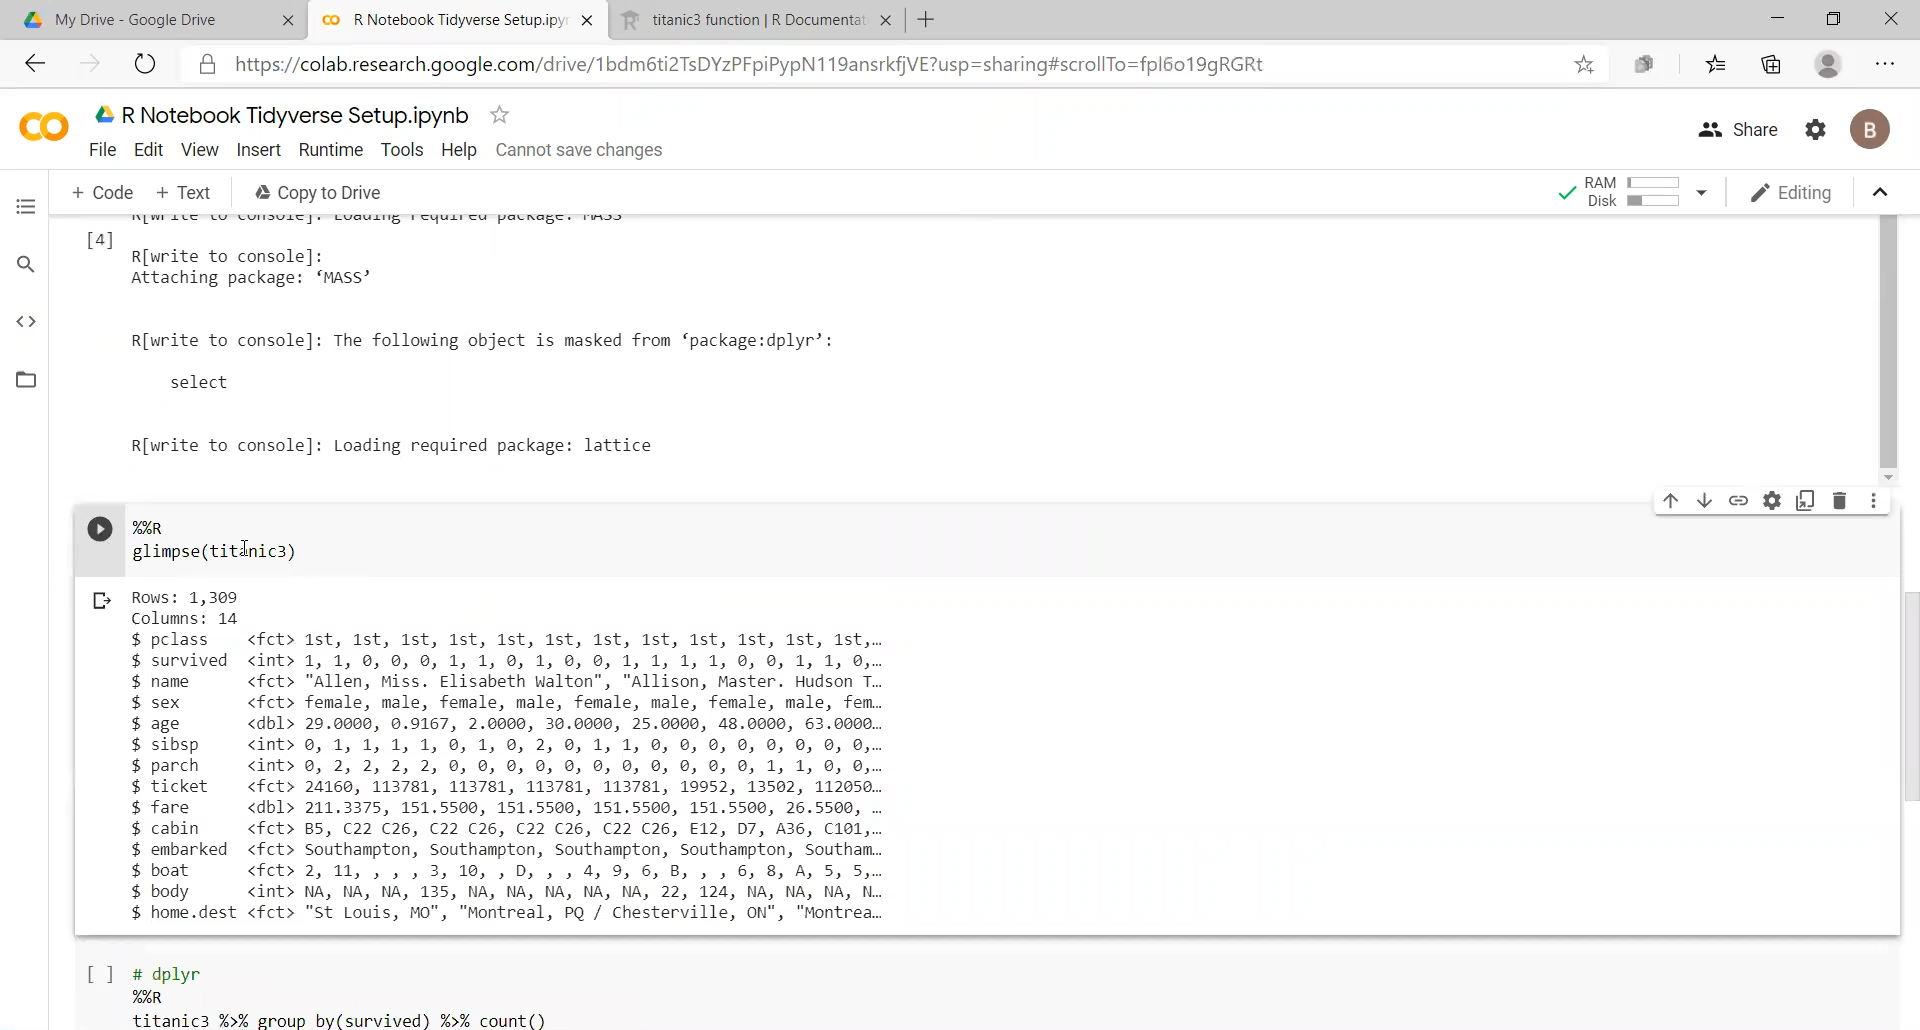 My Drive - Google Drive
R Notebook Tidyverse Setup.ipyn
titanic3 function | R Documentat
https://colab.research.google.com/drive/1bdm6ti2TsDYzPFpiPypN119ansrkfjVE?usp=sharing#scrollTo=fpl6o19gRGRt
R Notebook Tidyverse Setup.ipynb
Share
B
File Edit View Insert Runtime Tools Help Cannot save changes
+ Code + Text Copy to Drive
RAM
Disk
Editing
R[write to console]: Loading required package: MASS
[4]
R[write to console]:
Attaching package: ‘MASS’
R[write to console]: The following object is masked from ‘package:dplyr’:
select
R[write to console]: Loading required package: lattice
%%R
glimpse(titanic3)
Rows: 1,309
Columns: 14
$ pclass <fct> 1st, 1st, 1st, 1st, 1st, 1st, 1st, 1st, 1st, 1st, 1st, 1st,…
$ survived <int> 1, 1, 0, 0, 0, 1, 1, 0, 1, 0, 0, 1, 1, 1, 1, 0, 0, 1, 1, 0,…
$ name <fct> "Allen, Miss. Elisabeth Walton", "Allison, Master. Hudson T…
$ sex <fct> female, male, female, male, female, male, female, male, fem…
$ age <dbl> 29.0000, 0.9167, 2.0000, 30.0000, 25.0000, 48.0000, 63.0000…
$ sibsp <int> 0, 1, 1, 1, 1, 0, 1, 0, 2, 0, 1, 1, 0, 0, 0, 0, 0, 0, 0, 0,…
$ parch <int> 0, 2, 2, 2, 2, 0, 0, 0, 0, 0, 0, 0, 0, 0, 0, 0, 1, 1, 0, 0,…
$ ticket <fct> 24160, 113781, 113781, 113781, 113781, 19952, 13502, 112050…
$ fare <dbl> 211.3375, 151.5500, 151.5500, 151.5500, 151.5500, 26.5500, …
$ cabin <fct> B5, C22 C26, C22 C26, C22 C26, C22 C26, E12, D7, A36, C101,…
$ embarked <fct> Southampton, Southampton, Southampton, Southampton, Southam…
$ boat <fct> 2, 11, , , , 3, 10, , D, , , 4, 9, 6, B, , , 6, 8, A, 5, 5,…
$ body <int> NA, NA, NA, 135, NA, NA, NA, NA, NA, 22, 124, NA, NA, NA, N…
$ home.dest <fct> "St Louis, MO", "Montreal, PQ / Chesterville, ON", "Montrea…
[ ] # dplyr
%%R
titanic3 %>% group_by(survived) %>% count()